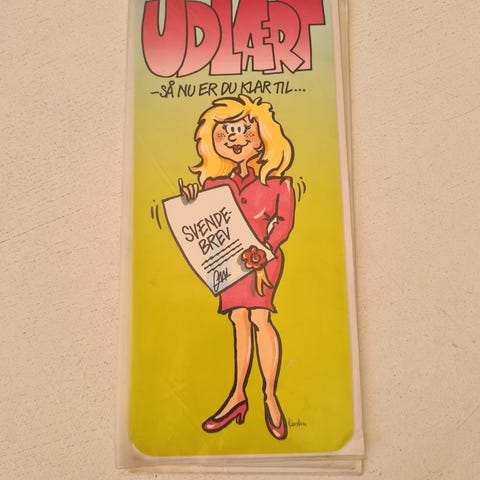 UDLÆRT
-SÅ NU ER DU KLAR TIL...
SVENDE-
BREV